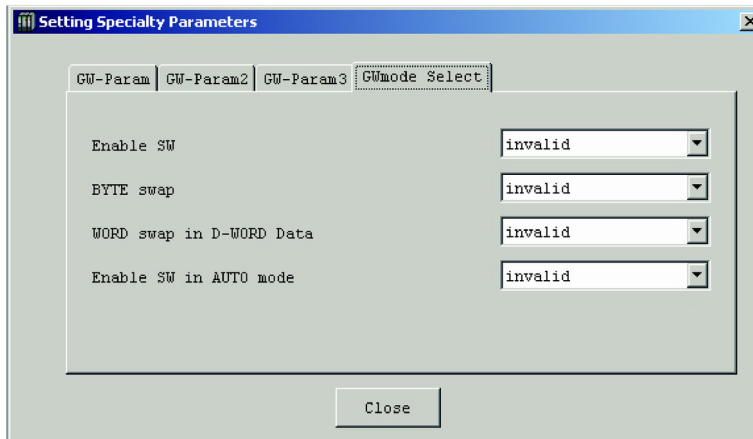 Setting Specialty Parameters
GW-Param GW-Param2 GW-Param3 GWmode Select
Enable SW invalid
BYTE swap invalid
WORD swap in D-WORD Data invalid
Enable SW in AUTO mode invalid
Close